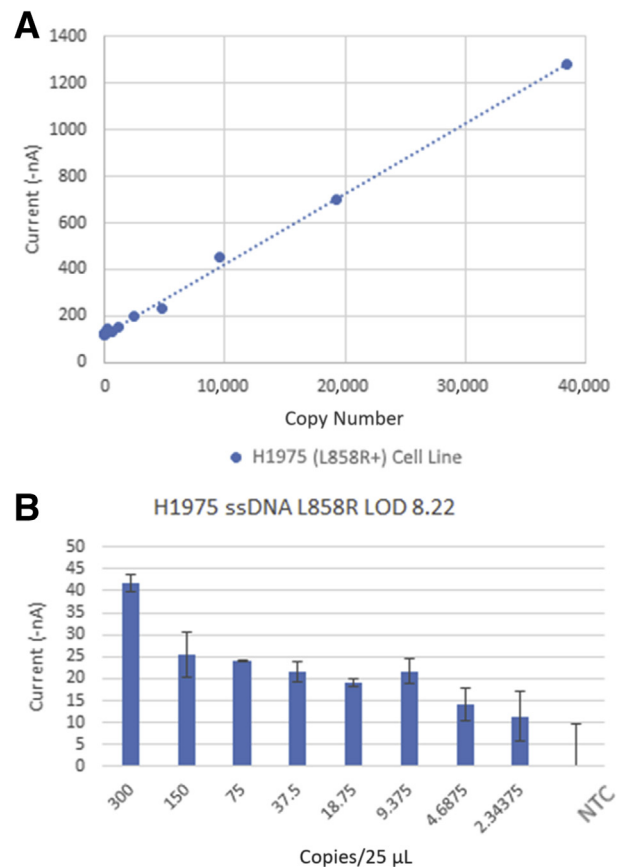 A
1400
1200
1000
800
600
400
200
0
Current (-nA)
0 10,000 20,000 30,000 40,000
Copy Number
H1975 (L858R+) Cell Line
B
H1975 ssDNA L858R LOD 8.22
50
45
40
35
30
25
20
15
10
5
0
Current (-nA)
300 150 75 37.5 18.75 9.375 4.6875 2.34375 NTC
Copies/25 µL